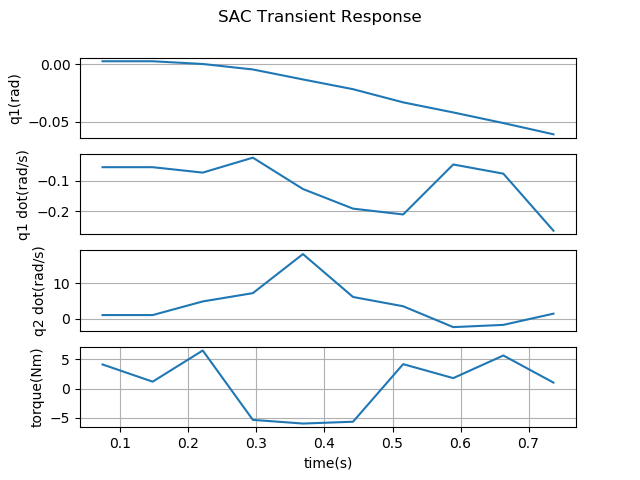 SAC Transient Response
q1(rad)
0.00
−0.05
q1 dot(rad/s)
−0.1
−0.2
q2 dot(rad/s)
10
0
torque(Nm)
5
0
−5
0.1 0.2 0.3 0.4 0.5 0.6 0.7
time(s)